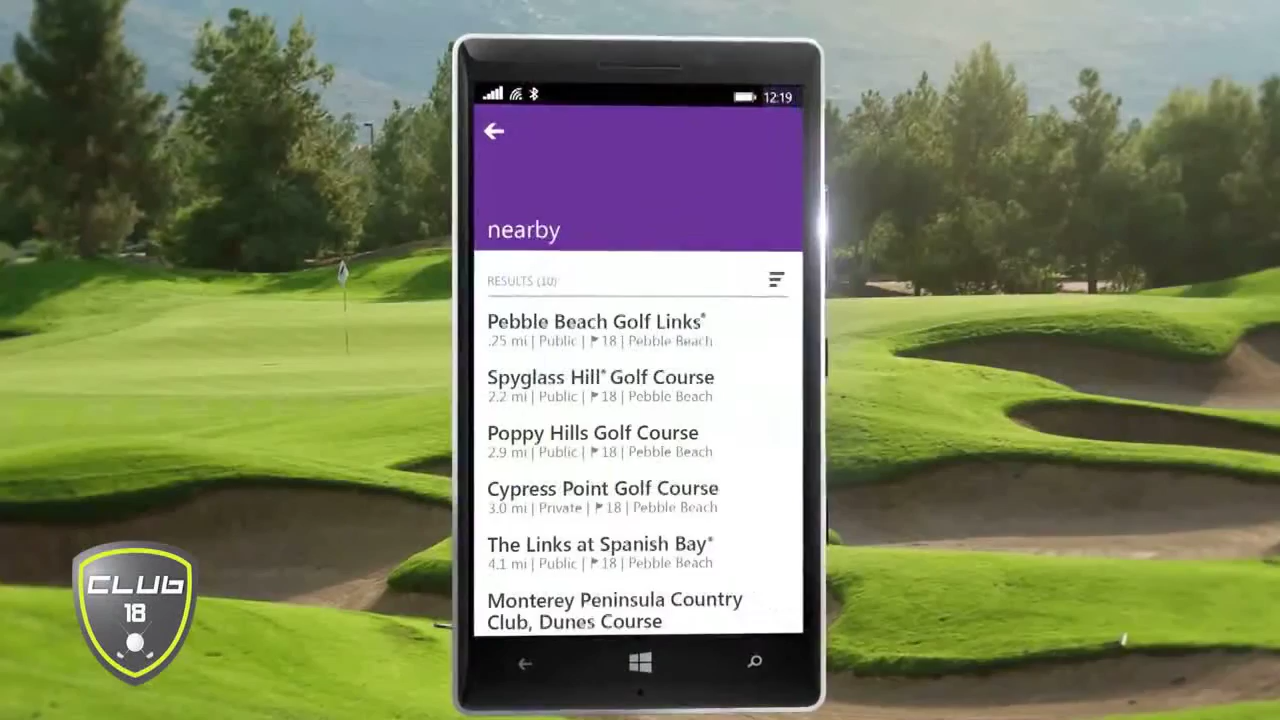 12:19
nearby
RESULTS (10)
Pebble Beach Golf Links®
.25 mi | Public | 18 | Pebble Beach
Spyglass Hill® Golf Course
2.2 mi | Public | 18 | Pebble Beach
Poppy Hills Golf Course
2.9 mi | Public | 18 | Pebble Beach
Cypress Point Golf Course
3.0 mi | Private | 18 | Pebble Beach
The Links at Spanish Bay®
4.1 mi | Public | 18 | Pebble Beach
Monterey Peninsula Country
Club, Dunes Course
CLUB
18